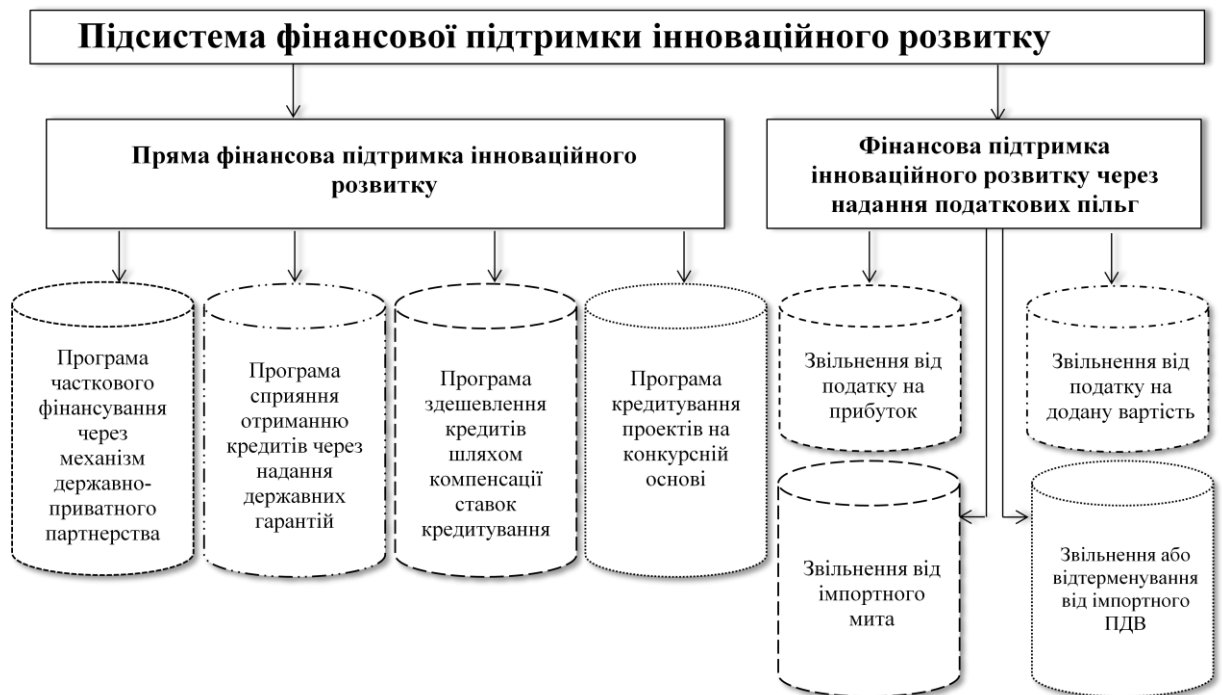 Підсистема фінансової підтримки інноваційного розвитку
Пряма фінансова підтримка інноваційного
розвитку
Фінансова підтримка
інноваційного розвитку через
надання податкових пільг
Програма
часткового
фінансування
через
механізм
державно-
приватного
партнерства
Програма
сприяння
отриманню
кредитів через
надання
державних
гарантій
Програма
здешевлення
кредитів
шляхом
компенсації
ставок
кредитування
Програма
кредитування
проектів на
конкурсній
основі
Звільнення від
податку на
прибуток
Звільнення від
податку на
додану вартість
Звільнення від
імпортного
мита
Звільнення або
відтерменування
від імпортного
ПДВ